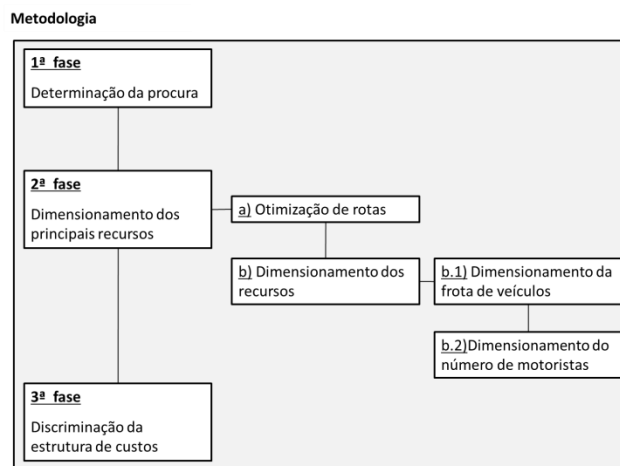 Metodologia
1ª fase
Determinação da procura
2ª fase
Dimensionamento dos
principais recursos
a) Otimização de rotas
b) Dimensionamento dos
recursos
b.1) Dimensionamento da
frota de veículos
b.2)Dimensionamento do
número de motoristas
3ª fase
Discriminação da
estrutura de custos